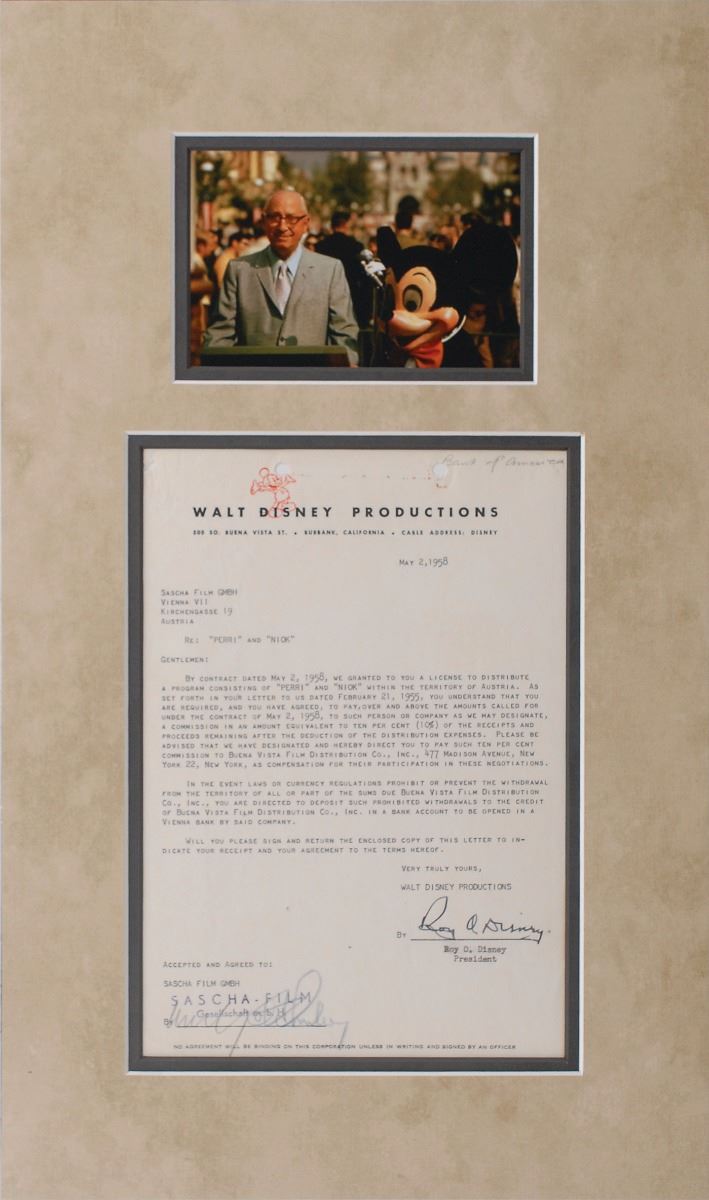 Bank of America
WALT DISNEY PRODUCTIONS
500 SO. BUENA VISTA ST. • BURBANK, CALIFORNIA • CABLE ADDRESS: DISNEY
MAY 2,1958
SASCHA FILM GMBH
VIENNA VII
KIRCHENGASSE 19
AUSTRIA
RE: "PERRI" AND "NIOK"
GENTLEMEN:
BY CONTRACT DATED MAY 2, 1958, WE GRANTED TO YOU A LICENSE TO DISTRIBUTE
A PROGRAM CONSISTING OF "PERRI" AND "NIOK" WITHIN THE TERRITORY OF AUSTRIA. AS
SET FORTH IN YOUR LETTER TO US DATED FEBRUARY 21, 1955, YOU UNDERSTAND THAT YOU
ARE REQUIRED, AND YOU HAVE AGREED, TO PAY, OVER AND ABOVE THE AMOUNTS CALLED FOR
UNDER THE CONTRACT OF MAY 2, 1958, TO SUCH PERSON OR COMPANY AS WE MAY DESIGNATE,
A COMMISSION IN AN AMOUNT EQUIVALENT TO TEN PER CENT (10%) OF THE RECEIPTS AND
PROCEEDS REMAINING AFTER THE DEDUCTION OF THE DISTRIBUTION EXPENSES. PLEASE BE
ADVISED THAT WE HAVE DESIGNATED AND HEREBY DIRECT YOU TO PAY SUCH TEN PER CENT
COMMISSION TO BUENA VISTA FILM DISTRIBUTION CO., INC., 477 MADISON AVENUE, NEW
YORK 22, NEW YORK, AS COMPENSATION FOR THEIR PARTICIPATION IN THESE NEGOTIATIONS.
IN THE EVENT LAWS OR CURRENCY REGULATIONS PROHIBIT OR PREVENT THE WITHDRAWAL
FROM THE TERRITORY OF ALL OR PART OF THE SUMS DUE BUENA VISTA FILM DISTRIBUTION
CO., INC., YOU ARE DIRECTED TO DEPOSIT SUCH PROHIBITED WITHDRAWALS TO THE CREDIT
OF BUENA VISTA FILM DISTRIBUTION CO., INC. IN A BANK ACCOUNT TO BE OPENED IN A
VIENNA BANK BY SAID COMPANY.
WILL YOU PLEASE SIGN AND RETURN THE ENCLOSED COPY OF THIS LETTER TO IN-
DICATE YOUR RECEIPT AND YOUR AGREEMENT TO THE TERMS HEREOF.
VERY TRULY YOURS,
WALT DISNEY PRODUCTIONS
BY Roy O. Disney
Roy O. Disney
President
ACCEPTED AND AGREED TO:
SASCHA FILM GMBH
SASCHA-FILM
Gesellschaft m. b. H.
BY
NO AGREEMENT WILL BE BINDING ON THIS CORPORATION UNLESS IN WRITING AND SIGNED BY AN OFFICER